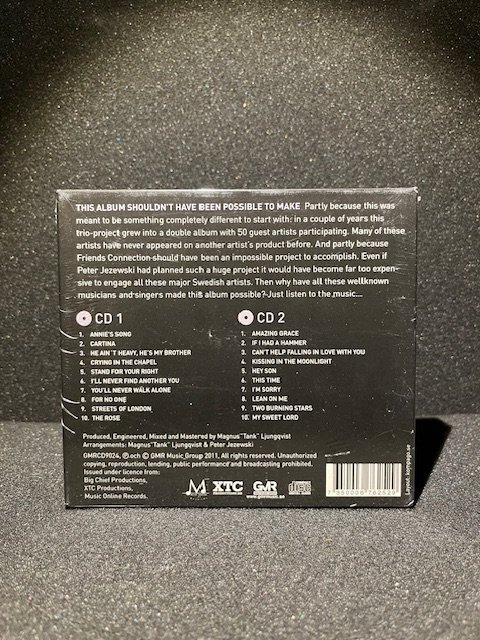 THIS ALBUM SHOULDN'T HAVE BEEN POSSIBLE TO MAKE Partly because this was
meant to be something completely different to start with: in a couple of years this
trio-project grew into a double album with 50 guest artists participating. Many of these
artists have never appeared on another artist's product before. And partly because
Friends Connection should have been an impossible project to accomplish. Even if
Peter Jezewski had planned such a huge project it would have become far too expen-
sive to engage all these major Swedish artists. Then why have all these wellknown
musicians and singers made this album possible? Just listen to the music...
CD 1
1. ANNIE'S SONG
2. CARTINA
3. HE AIN'T HEAVY, HE'S MY BROTHER
4. CRYING IN THE CHAPEL
5. STAND FOR YOUR RIGHT
6. I'LL NEVER FIND ANOTHER YOU
7. YOU'LL NEVER WALK ALONE
8. FOR NO ONE
9. STREETS OF LONDON
10. THE ROSE
CD 2
1. AMAZING GRACE
2. IF I HAD A HAMMER
3. CAN'T HELP FALLING IN LOVE WITH YOU
4. KISSING IN THE MOONLIGHT
5. HEY SON
6. THIS TIME
7. I'M SORRY
8. LEAN ON ME
9. TWO BURNING STARS
10. MY SWEET LORD
Produced, Engineered, Mixed and Mastered by Magnus "Tank" Ljungqvist
Arrangements: Magnus "Tank" Ljungqvist & Peter Jezewski
GMRCD9024, ℗ och © GMR Music Group 2011, All rights reserved. Unauthorized
copying, reproduction, lending, public performance and broadcasting prohibited.
Issued under licence from:
Big Chief Productions,
XTC Productions,
Music Online Records.
M
XTC
GMR
www.gmrmusic.se
Layout: kompago.se